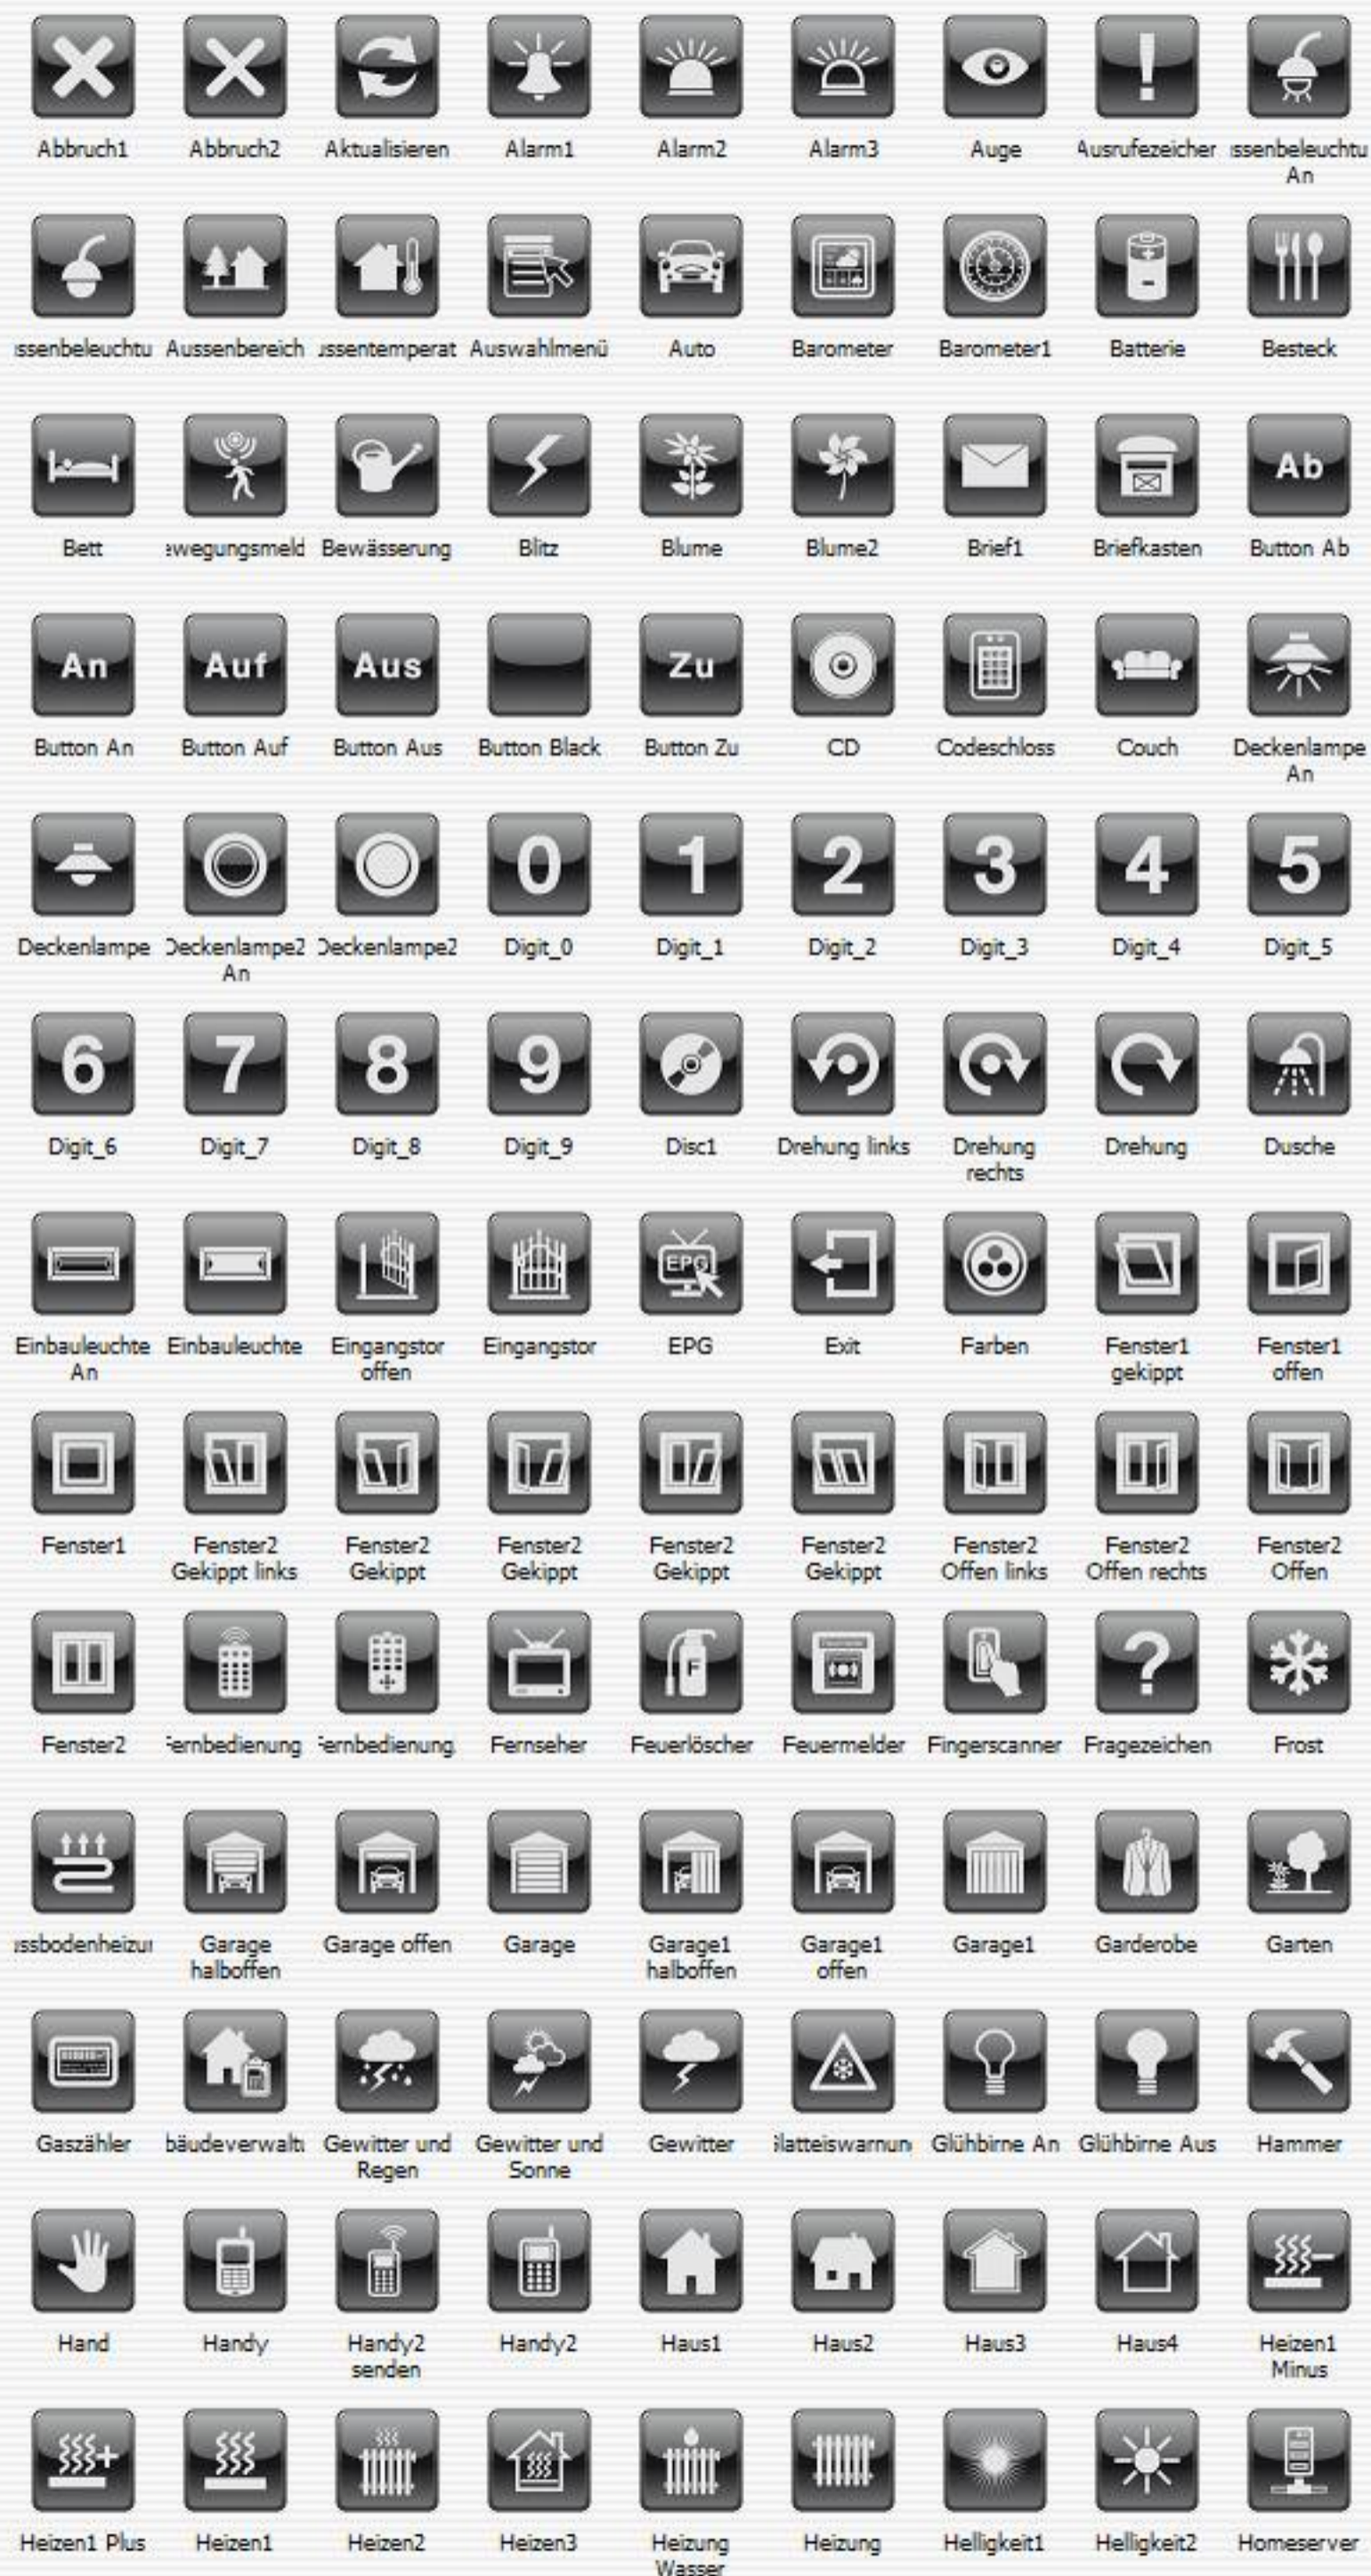 Abbruch1 Abbruch2 Aktualisieren Alarm1 Alarm2 Alarm3 Auge Ausrufezeicher ssenbeleuchtu
An
ssenbeleuchtu Aussenbereich ussentemperat Auswahlmenü Auto Barometer Barometer1 Batterie Besteck
Ab
Bett ewegungsmeld Bewässerung Blitz Blume Blume2 Brief1 Briefkasten Button Ab
An Auf Aus Zu
Button An Button Auf Button Aus Button Black Button Zu CD Codeschloss Couch Deckenlampe
An
0 1 2 3 4 5
Deckenlampe Deckenlampe2 Deckenlampe2 Digit_0 Digit_1 Digit_2 Digit_3 Digit_4 Digit_5
An
6 7 8 9
Digit_6 Digit_7 Digit_8 Digit_9 Disc1 Drehung links Drehung Drehung Dusche
rechts
EPG
Einbauleuchte Einbauleuchte Eingangstor Eingangstor EPG Exit Farben Fenster1 Fenster1
An offen gekippt offen
Fenster1 Fenster2 Fenster2 Fenster2 Fenster2 Fenster2 Fenster2 Fenster2 Fenster2
Gekippt links Gekippt Gekippt Gekippt Gekippt Offen links Offen rechts Offen
F ?
Fenster2 Fernbedienung Fernbedienung Fernseher Feuerlöscher Feuermelder Fingerscanner Fragezeichen Frost
ssbodenheizu Garage Garage offen Garage Garage1 Garage1 Garage1 Garderobe Garten
halboffen halboffen offen
Gaszähler bäudeverwaltu Gewitter und Gewitter und Gewitter latteiswarnun Glühbirne An Glühbirne Aus Hammer
Regen Sonne
Hand Handy Handy2 Handy2 Haus1 Haus2 Haus3 Haus4 Heizen1
senden Minus
Heizen1 Plus Heizen1 Heizen2 Heizen3 Heizung Heizung Helligkeit1 Helligkeit2 Homeserver
Wasser